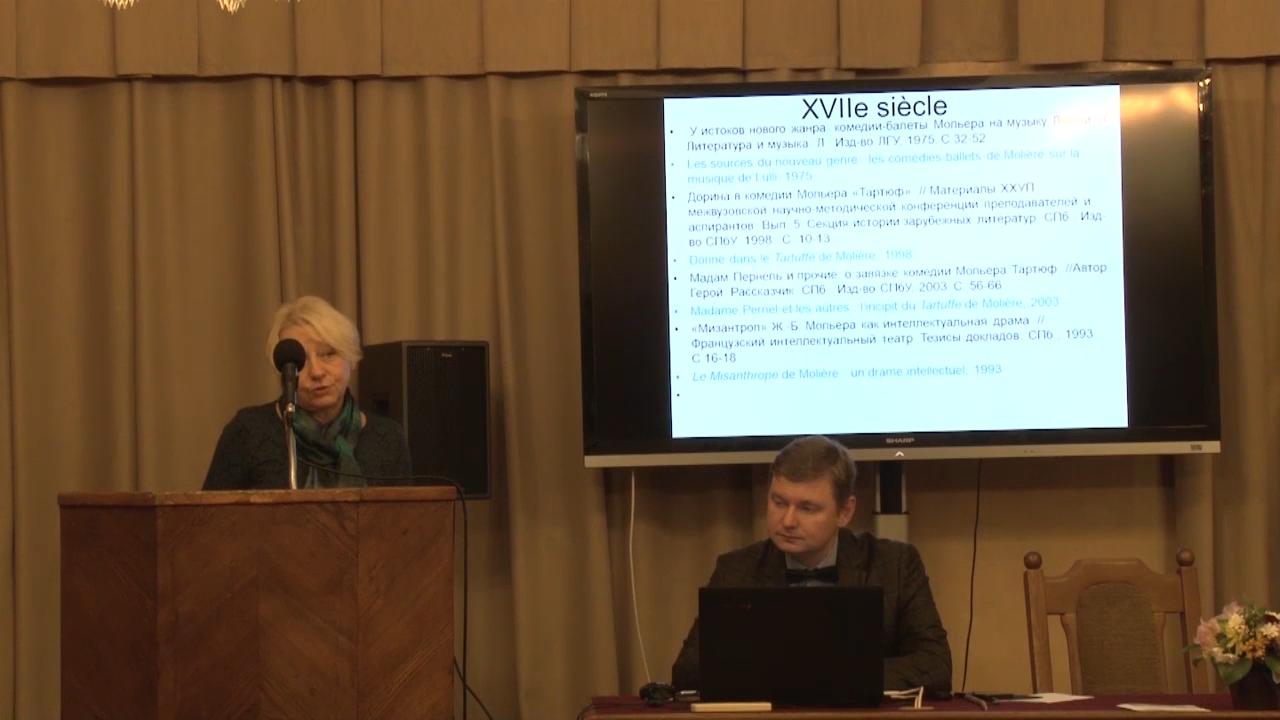 XVIIe siècle
У истоков нового жанра комедии-балеты Мольера на музыку
Литература и музыка Л Изд-во ЛГУ, 1975. С 32-52
Les sources du nouveau genre: les comédies-ballets de Molière sur la
musique de Lulli, 1975
Дорина в комедии Мольера «Тартюф» // Материалы ХХУП
межвузовской научно-методической конференции преподавателей и
аспирантов Вып. 5 Секция истории зарубежных литератур СПб. Изд-
во СПбУ 1998 С. 10-13
dans le Tartuffe de Molière, 1998
Мадам Пернель и прочие: о завязке комедии Мольера Тартюф. //Автор
Герой Рассказчик СПб. Изд-во СПбУ, 2003 С. 56-66
Madame Pernel et les autres: l'incipit du Tartuffe de Molière, 2003
«Мизантроп» Ж.-Б. Мольера как интеллектуальная драма //
Французский интеллектуальный театр Тезисы докладов СПб., 1993
С 16-18
Le Misanthrope de Molière: un drame intellectuel, 1993
SHARP